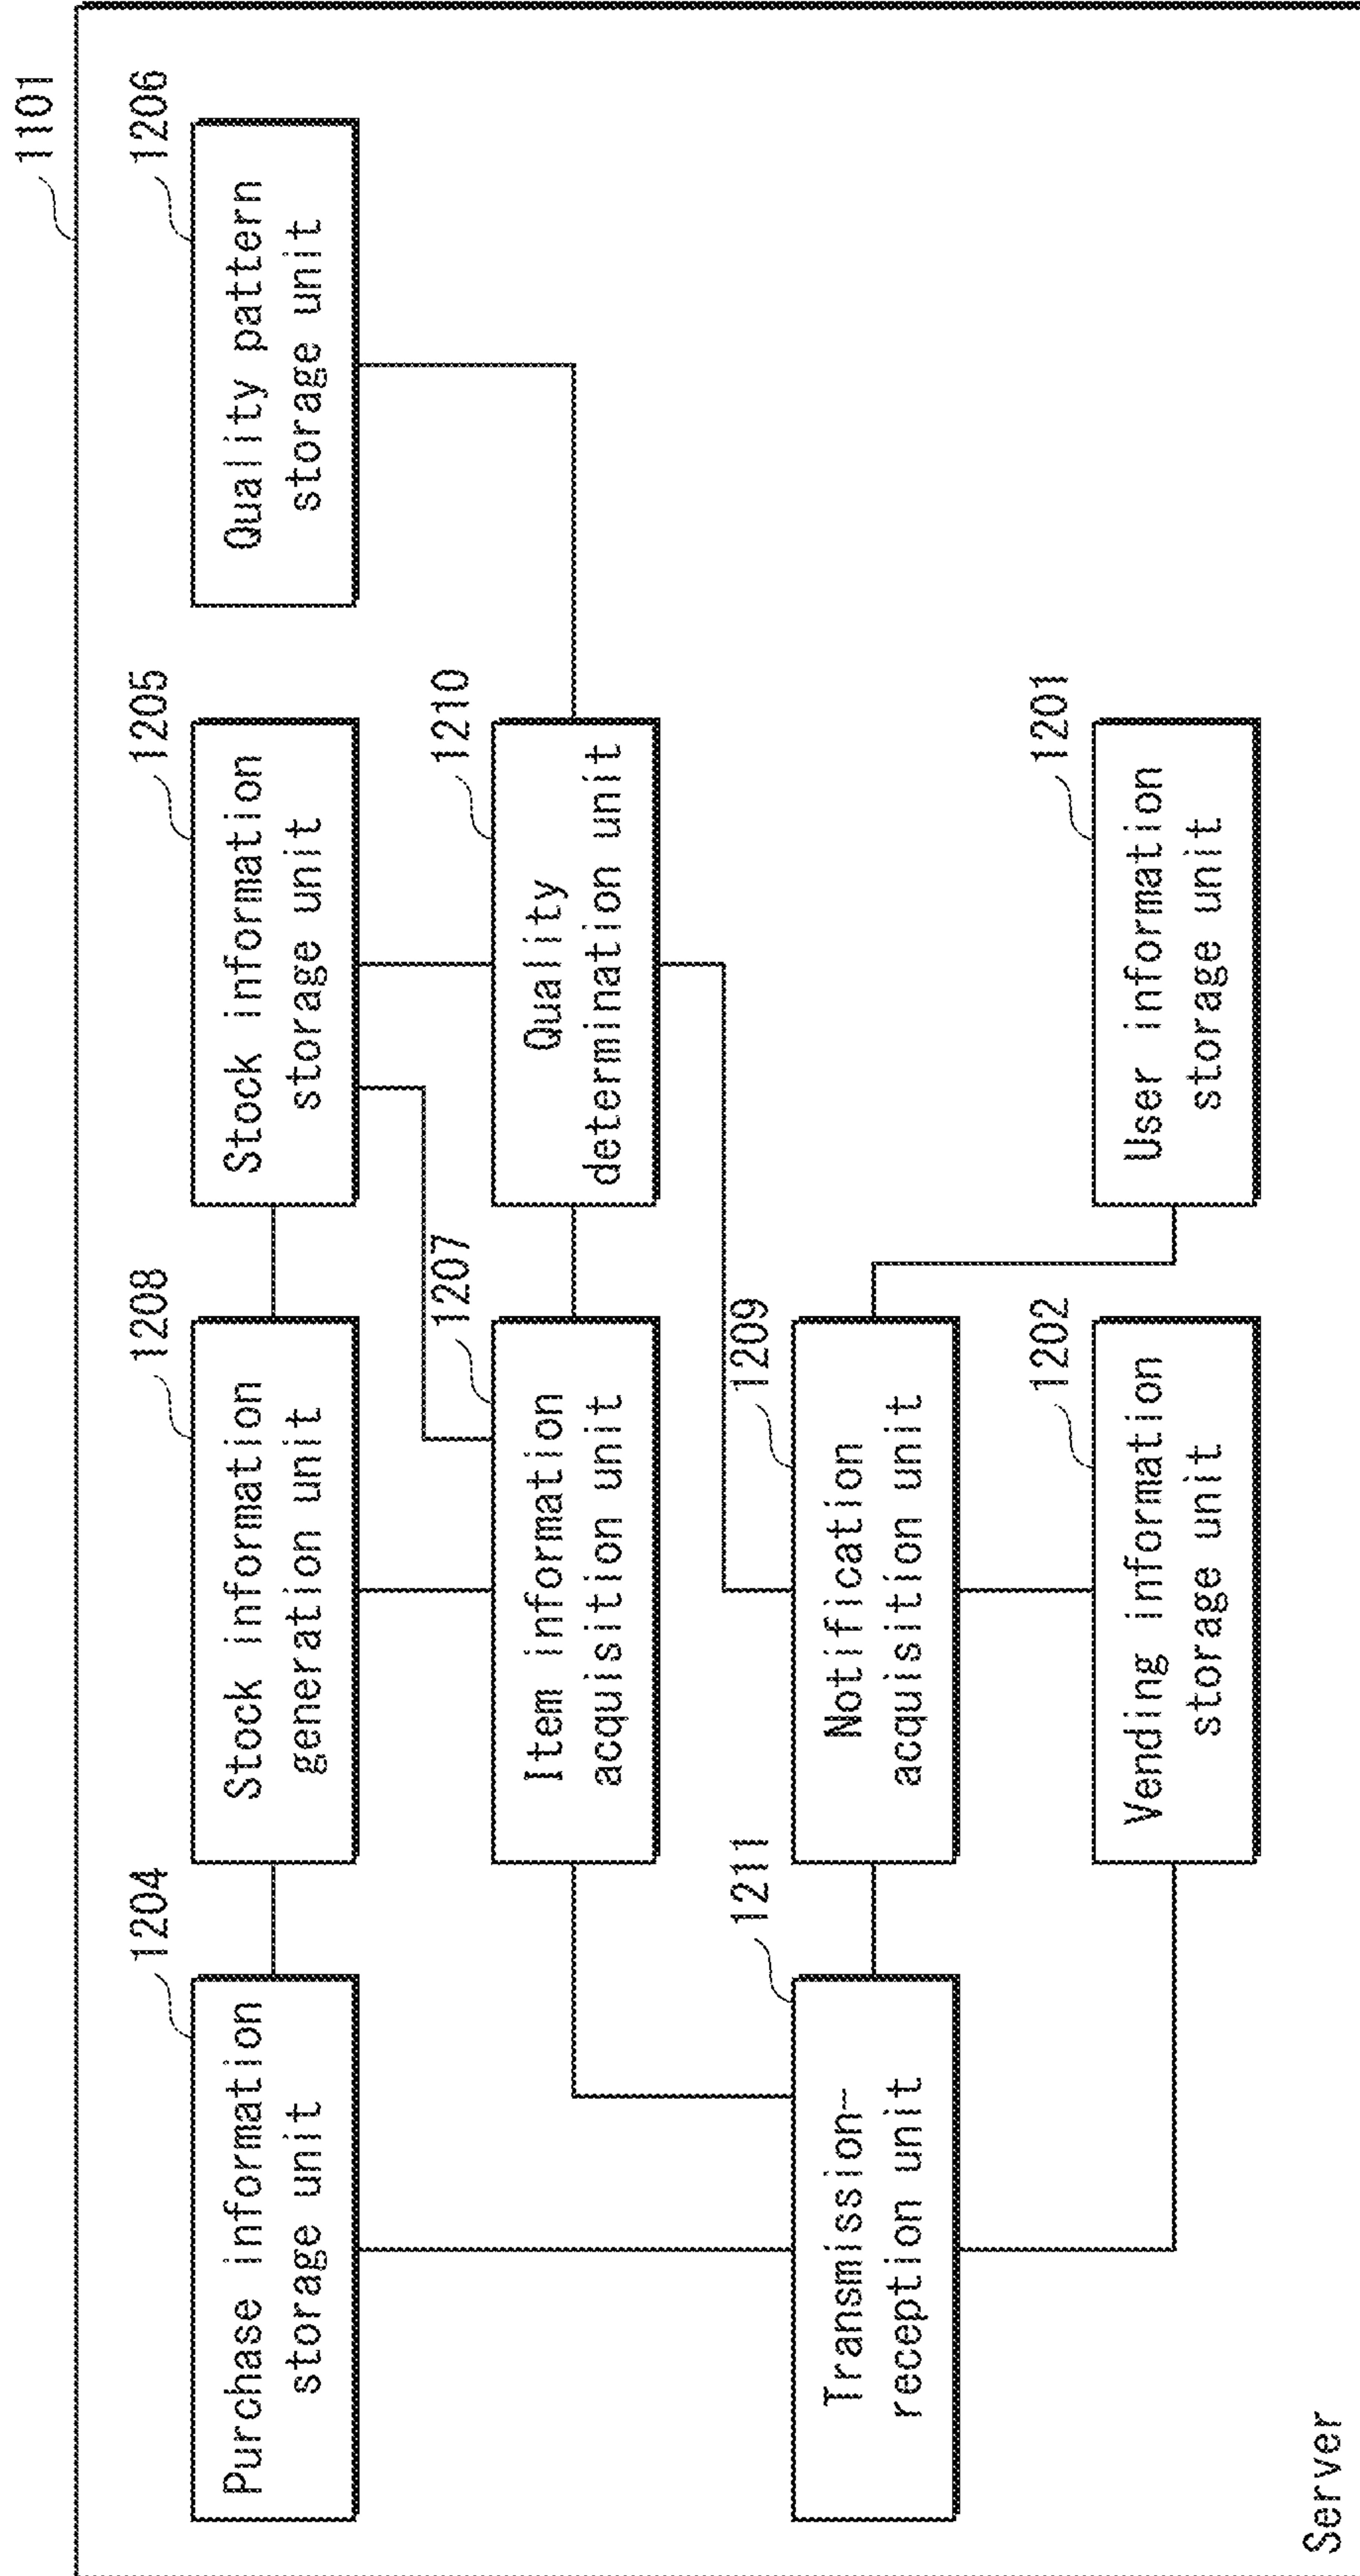 1101
1204
Purchase information
storage unit
1208
Stock information
generation unit
1205
Stock information
storage unit
1206
Quality pattern
storage unit
1207
Item information
acquisition unit
1210
Quality
determination unit
1211
Transmission-
reception unit
1209
Notification
acquisition unit
1202
Vending information
storage unit
1201
User information
storage unit
Server